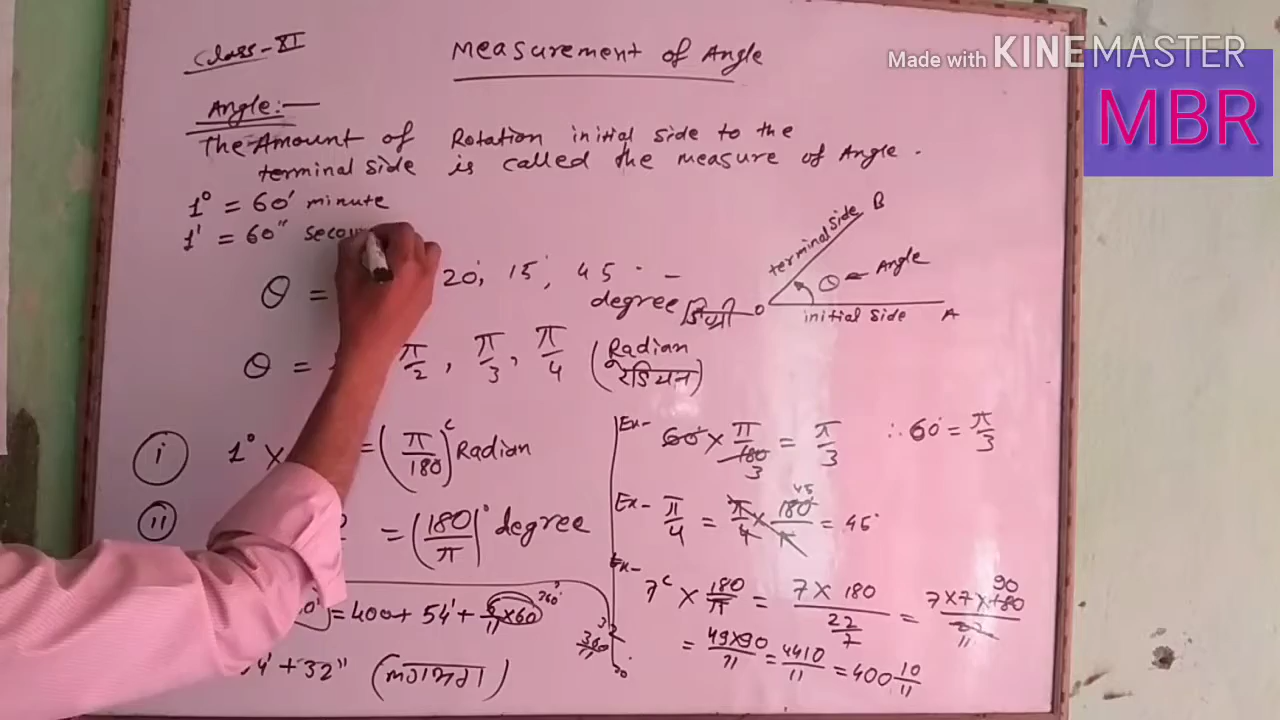 Class-XI
Measurement of Angle
Made with KINEMASTER
MBR
Angle:—
The Amount of Rotation initial side to the
terminal side is called the measure of Angle.
1° = 60' minute
1' = 60" secon
θ = 20°, 15°, 45 · –
degree डिग्री
terminal side B
θ ← Angle
O initial side A
θ = π/2, π/3, π/4 (Radian
रेडियन)
(i) 1° × = (π/180)ᶜ Radian
(ii) = (180/π)° degree
Ex- 60° × π/180 3 = π/3 ∴ 60° = π/3
Ex- π/4 = π/4 × 180/π 45 = 45°
Ex-
7ᶜ × 180/π = 7 × 180 / 22/7 = 7 × 7 × 180 / 22 90 11
= 49×90/11 = 4410/11 = 400 10/11
= 400 + 54' + 6/11 × 60
360/11
4' + 32"